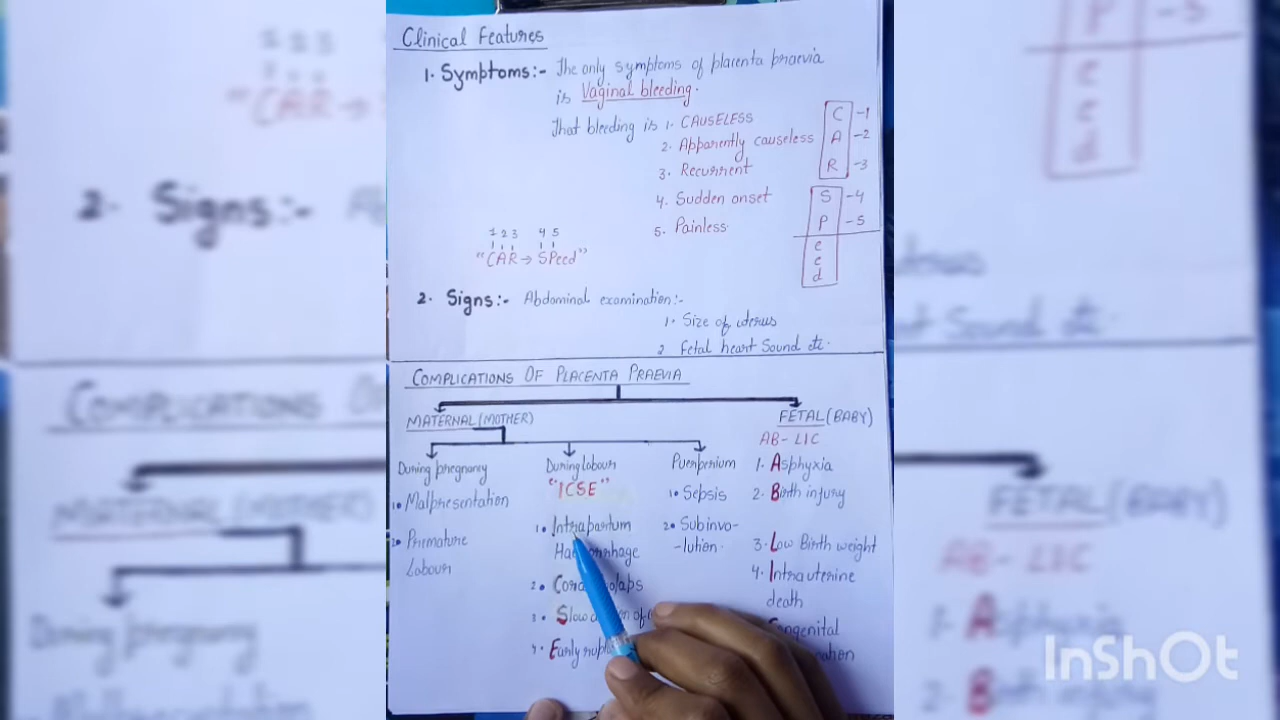 Clinical Features
1. Symptoms:- The only symptoms of placenta praevia
is Vaginal bleeding.
That bleeding is 1. CAUSELESS
2. Apparently causeless
3. Recurrent
4. Sudden onset
5. Painless
C -1
A -2
R -3
S -4
P -5
e
e
d
1 2 3 4 5
"CAR → SPeed"
2. Signs:- Abdominal examination:-
1. Size of uterus
2 Fetal heart Sound etc.
COMPLICATIONS OF PLACENTA PRAEVIA
MATERNAL (MOTHER)
FETAL (BABY)
AB- LIC
During pregnancy
1. Malpresentation
2. Premature
Labour
During labour
"ICSE"
1. Intrapartum
2. Cord
3. Slow
4. Early
Puerperium
1. Sepsis
2. Subinvo-
-lution.
1. Asphyxia
2. Birth injury
3. Low Birth weight
4. Intrauterine
death
InShOt